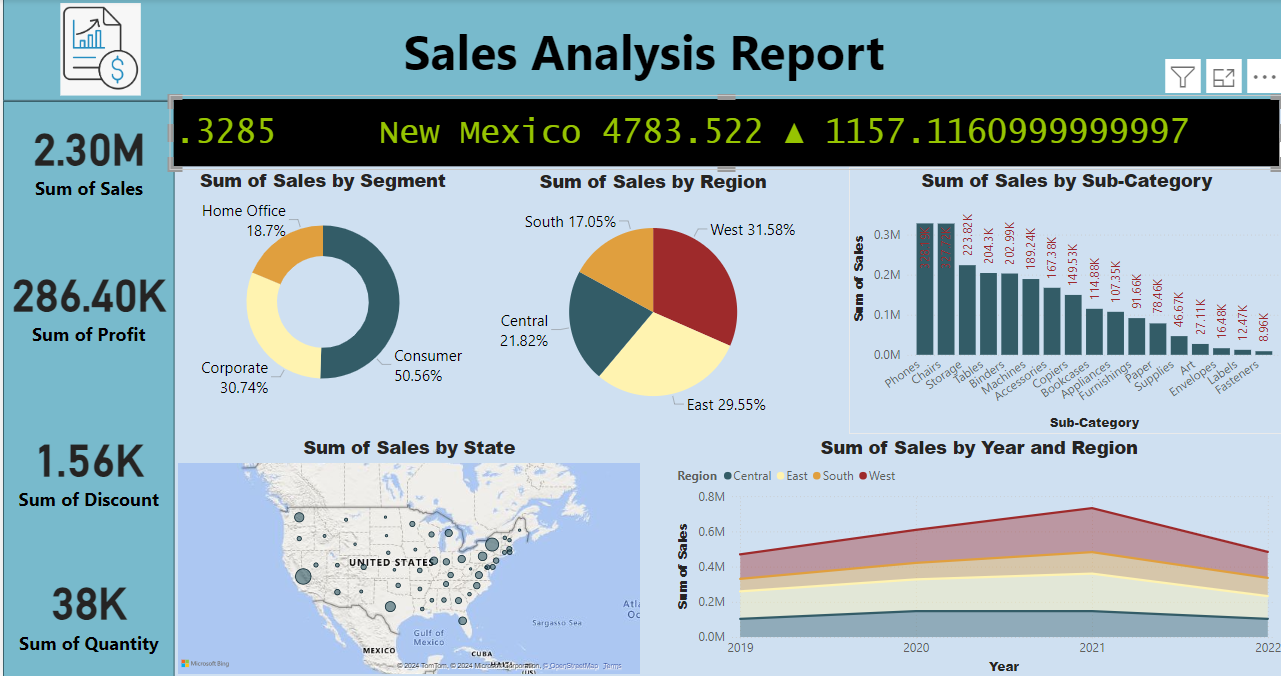 Sales Analysis Report
.3285 New Mexico 4783.522 ▲ 1157.1160999999997
2.30M
Sum of Sales
286.40K
Sum of Profit
1.56K
Sum of Discount
38K
Sum of Quantity
Sum of Sales by Segment
Home Office
18.7%
Corporate
30.74%
Consumer
50.56%
Sum of Sales by Region
South 17.05%
West 31.58%
Central
21.82%
East 29.55%
Sum of Sales by Sub-Category
Sum of Sales
0.3M
0.2M
0.1M
0.0M
223.82K
204.3K
202.99K
189.24K
167.38K
149.53K
114.88K
107.35K
91.66K
78.46K
46.67K
27.11K
16.48K
12.47K
8.96K
Phones
Chairs
Storage
Tables
Binders
Machines
Accessories
Copiers
Bookcases
Appliances
Furnishings
Paper
Supplies
Art
Envelopes
Labels
Fasteners
Sub-Category
Sum of Sales by State
UNITED STATES
MEXICO
Gulf of
Mexico
CUBA
Sargasso Sea
Microsoft Bing
© 2024 TomTom, © 2024 Microsoft Corporation, © OpenStreetMap Terms
Sum of Sales by Year and Region
Region Central East South West
Sum of Sales
0.8M
0.6M
0.4M
0.2M
0.0M
2019
2020
2021
2022
Year